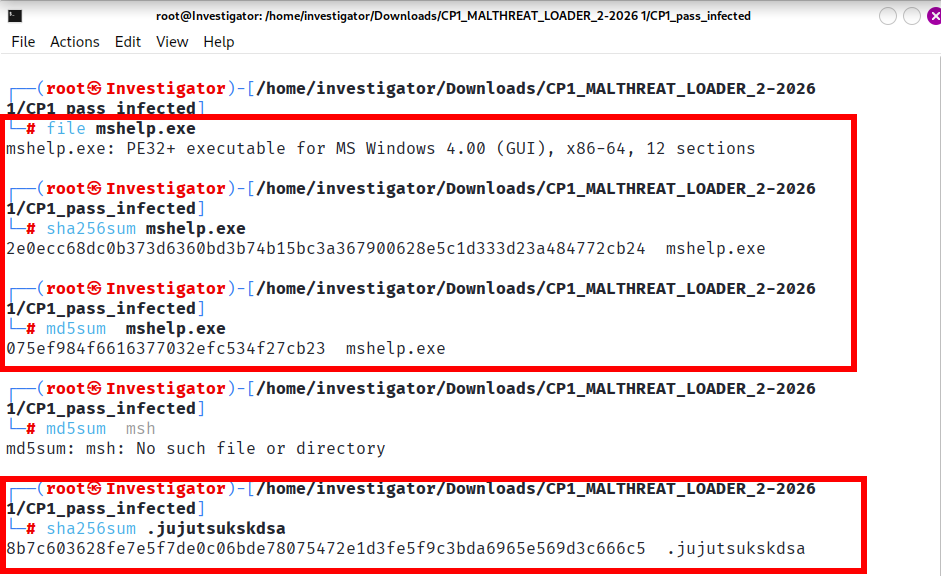 root@Investigator: /home/investigator/Downloads/CP1_MALTHREAT_LOADER_2-2026 1/CP1_pass_infected
File Actions Edit View Help
┌──(root㉿Investigator)-[/home/investigator/Downloads/CP1_MALTHREAT_LOADER_2-2026
1/CP1_pass_infected]
└─# file mshelp.exe
mshelp.exe: PE32+ executable for MS Windows 4.00 (GUI), x86-64, 12 sections
┌──(root㉿Investigator)-[/home/investigator/Downloads/CP1_MALTHREAT_LOADER_2-2026
1/CP1_pass_infected]
└─# sha256sum mshelp.exe
2e0ecc68dc0b373d6360bd3b74b15bc3a367900628e5c1d333d23a484772cb24  mshelp.exe
┌──(root㉿Investigator)-[/home/investigator/Downloads/CP1_MALTHREAT_LOADER_2-2026
1/CP1_pass_infected]
└─# md5sum  mshelp.exe
075ef984f6616377032efc534f27cb23  mshelp.exe
┌──(root㉿Investigator)-[/home/investigator/Downloads/CP1_MALTHREAT_LOADER_2-2026
1/CP1_pass_infected]
└─# md5sum  msh
md5sum: msh: No such file or directory
┌──(root㉿Investigator)-[/home/investigator/Downloads/CP1_MALTHREAT_LOADER_2-2026
1/CP1_pass_infected]
└─# sha256sum .jujutsukskdsa
8b7c603628fe7e5f7de0c06bde78075472e1d3fe5f9c3bda6965e569d3c666c5  .jujutsukskdsa